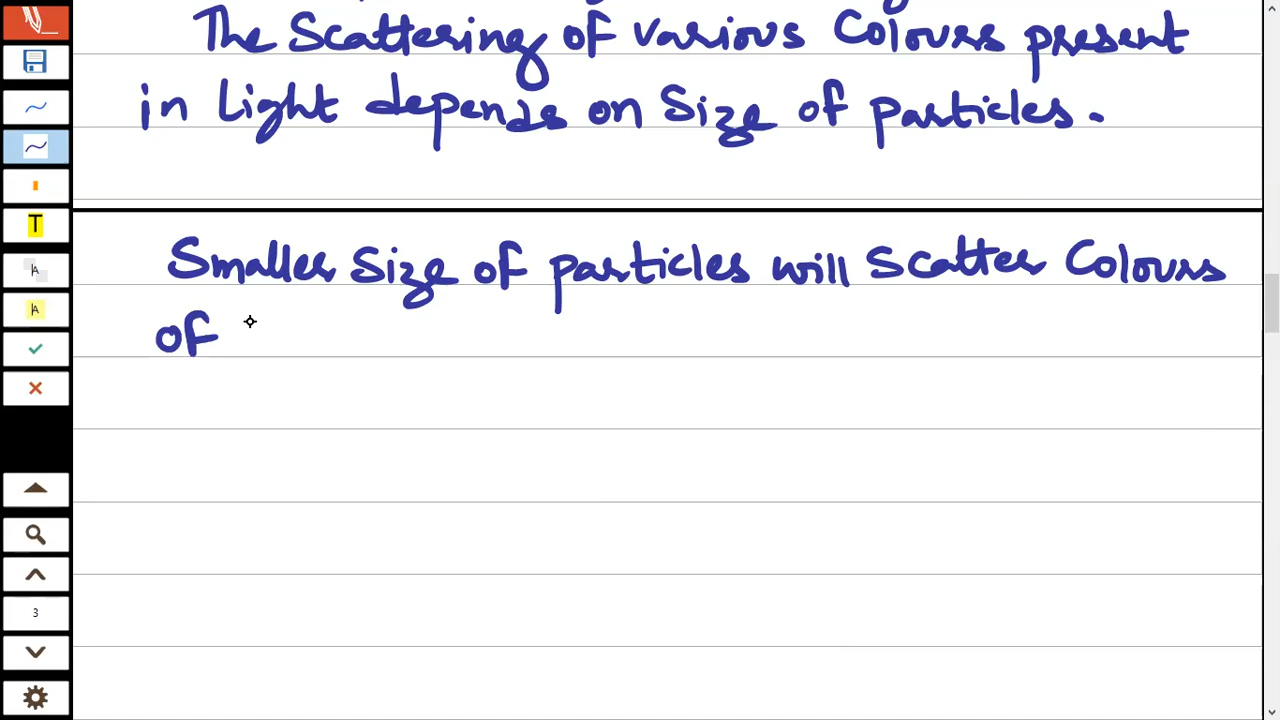 The Scattering of various Colours present
in Light depends on Size of particles.
Smaller Size of particles will Scatter Colours
of
T
A
A
3